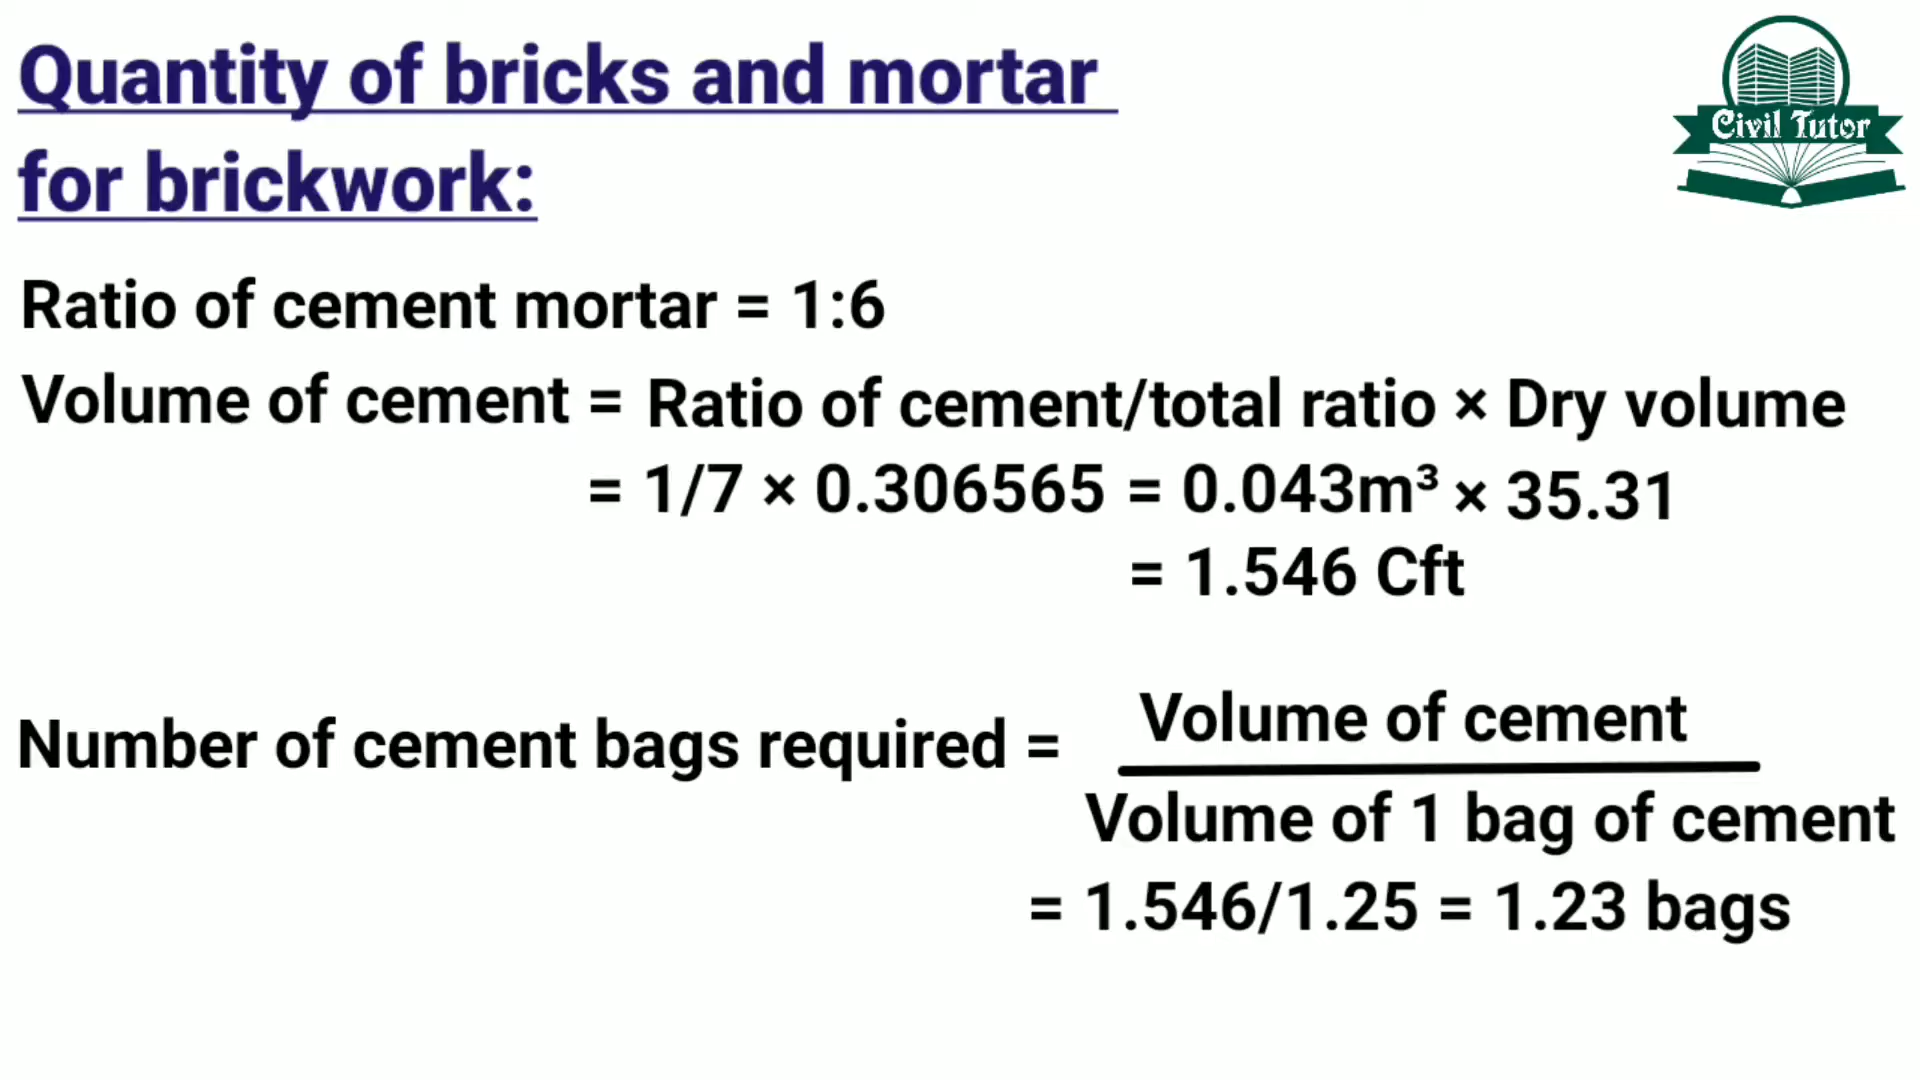 Quantity of bricks and mortar
for brickwork:
Civil Tutor
Ratio of cement mortar = 1:6
Volume of cement = Ratio of cement/total ratio × Dry volume
= 1/7 × 0.306565 = 0.043m³ × 35.31
= 1.546 Cft
Number of cement bags required =
Volume of cement
Volume of 1 bag of cement
= 1.546/1.25 = 1.23 bags